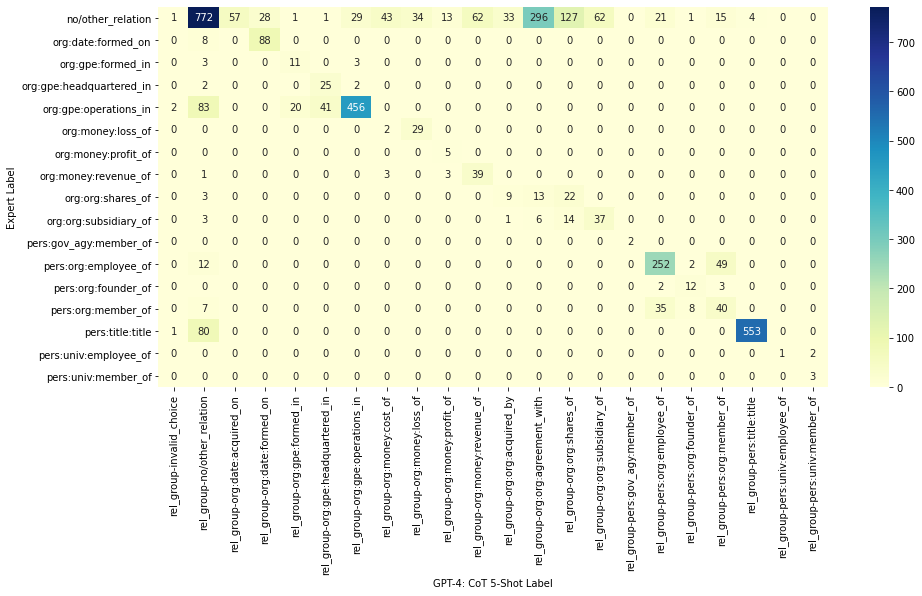 no/other_relation 1 772 57 28 1 1 29 43 34 13 62 33 296 127 62 0 21 1 15 4 0 0
org:date:formed_on 0 8 0 88 0 0 0 0 0 0 0 0 0 0 0 0 0 0 0 0 0 0
org:gpe:formed_in 0 3 0 0 11 0 3 0 0 0 0 0 0 0 0 0 0 0 0 0 0 0
org:gpe:headquartered_in 0 2 0 0 0 25 2 0 0 0 0 0 0 0 0 0 0 0 0 0 0 0
org:gpe:operations_in 2 83 0 0 20 41 456 0 0 0 0 0 0 0 0 0 0 0 0 0 0 0
org:money:loss_of 0 0 0 0 0 0 0 2 29 0 0 0 0 0 0 0 0 0 0 0 0 0
org:money:profit_of 0 0 0 0 0 0 0 0 0 5 0 0 0 0 0 0 0 0 0 0 0 0
org:money:revenue_of 0 1 0 0 0 0 0 3 0 3 39 0 0 0 0 0 0 0 0 0 0 0
org:org:shares_of 0 3 0 0 0 0 0 0 0 0 0 9 13 22 0 0 0 0 0 0 0 0
org:org:subsidiary_of 0 3 0 0 0 0 0 0 0 0 0 1 6 14 37 0 0 0 0 0 0 0
pers:gov_agy:member_of 0 0 0 0 0 0 0 0 0 0 0 0 0 0 0 2 0 0 0 0 0 0
pers:org:employee_of 0 12 0 0 0 0 0 0 0 0 0 0 0 0 0 0 252 2 49 0 0 0
pers:org:founder_of 0 0 0 0 0 0 0 0 0 0 0 0 0 0 0 0 2 12 3 0 0 0
pers:org:member_of 0 7 0 0 0 0 0 0 0 0 0 0 0 0 0 0 35 8 40 0 0 0
pers:title:title 1 80 0 0 0 0 0 0 0 0 0 0 0 0 0 0 0 0 0 553 0 0
pers:univ:employee_of 0 0 0 0 0 0 0 0 0 0 0 0 0 0 0 0 0 0 0 0 1 2
pers:univ:member_of 0 0 0 0 0 0 0 0 0 0 0 0 0 0 0 0 0 0 0 0 0 3
Expert Label
rel_group-invalid_choice
rel_group-no/other_relation
rel_group-org:date:acquired_on
rel_group-org:date:formed_on
rel_group-org:gpe:formed_in
rel_group-org:gpe:headquartered_in
rel_group-org:gpe:operations_in
rel_group-org:money:cost_of
rel_group-org:money:loss_of
rel_group-org:money:profit_of
rel_group-org:money:revenue_of
rel_group-org:org:acquired_by
rel_group-org:org:agreement_with
rel_group-org:org:shares_of
rel_group-org:org:subsidiary_of
rel_group-pers:gov_agy:member_of
rel_group-pers:org:employee_of
rel_group-pers:org:founder_of
rel_group-pers:org:member_of
rel_group-pers:title:title
rel_group-pers:univ:employee_of
rel_group-pers:univ:member_of
GPT-4: CoT 5-Shot Label
700
600
500
400
300
200
100
0